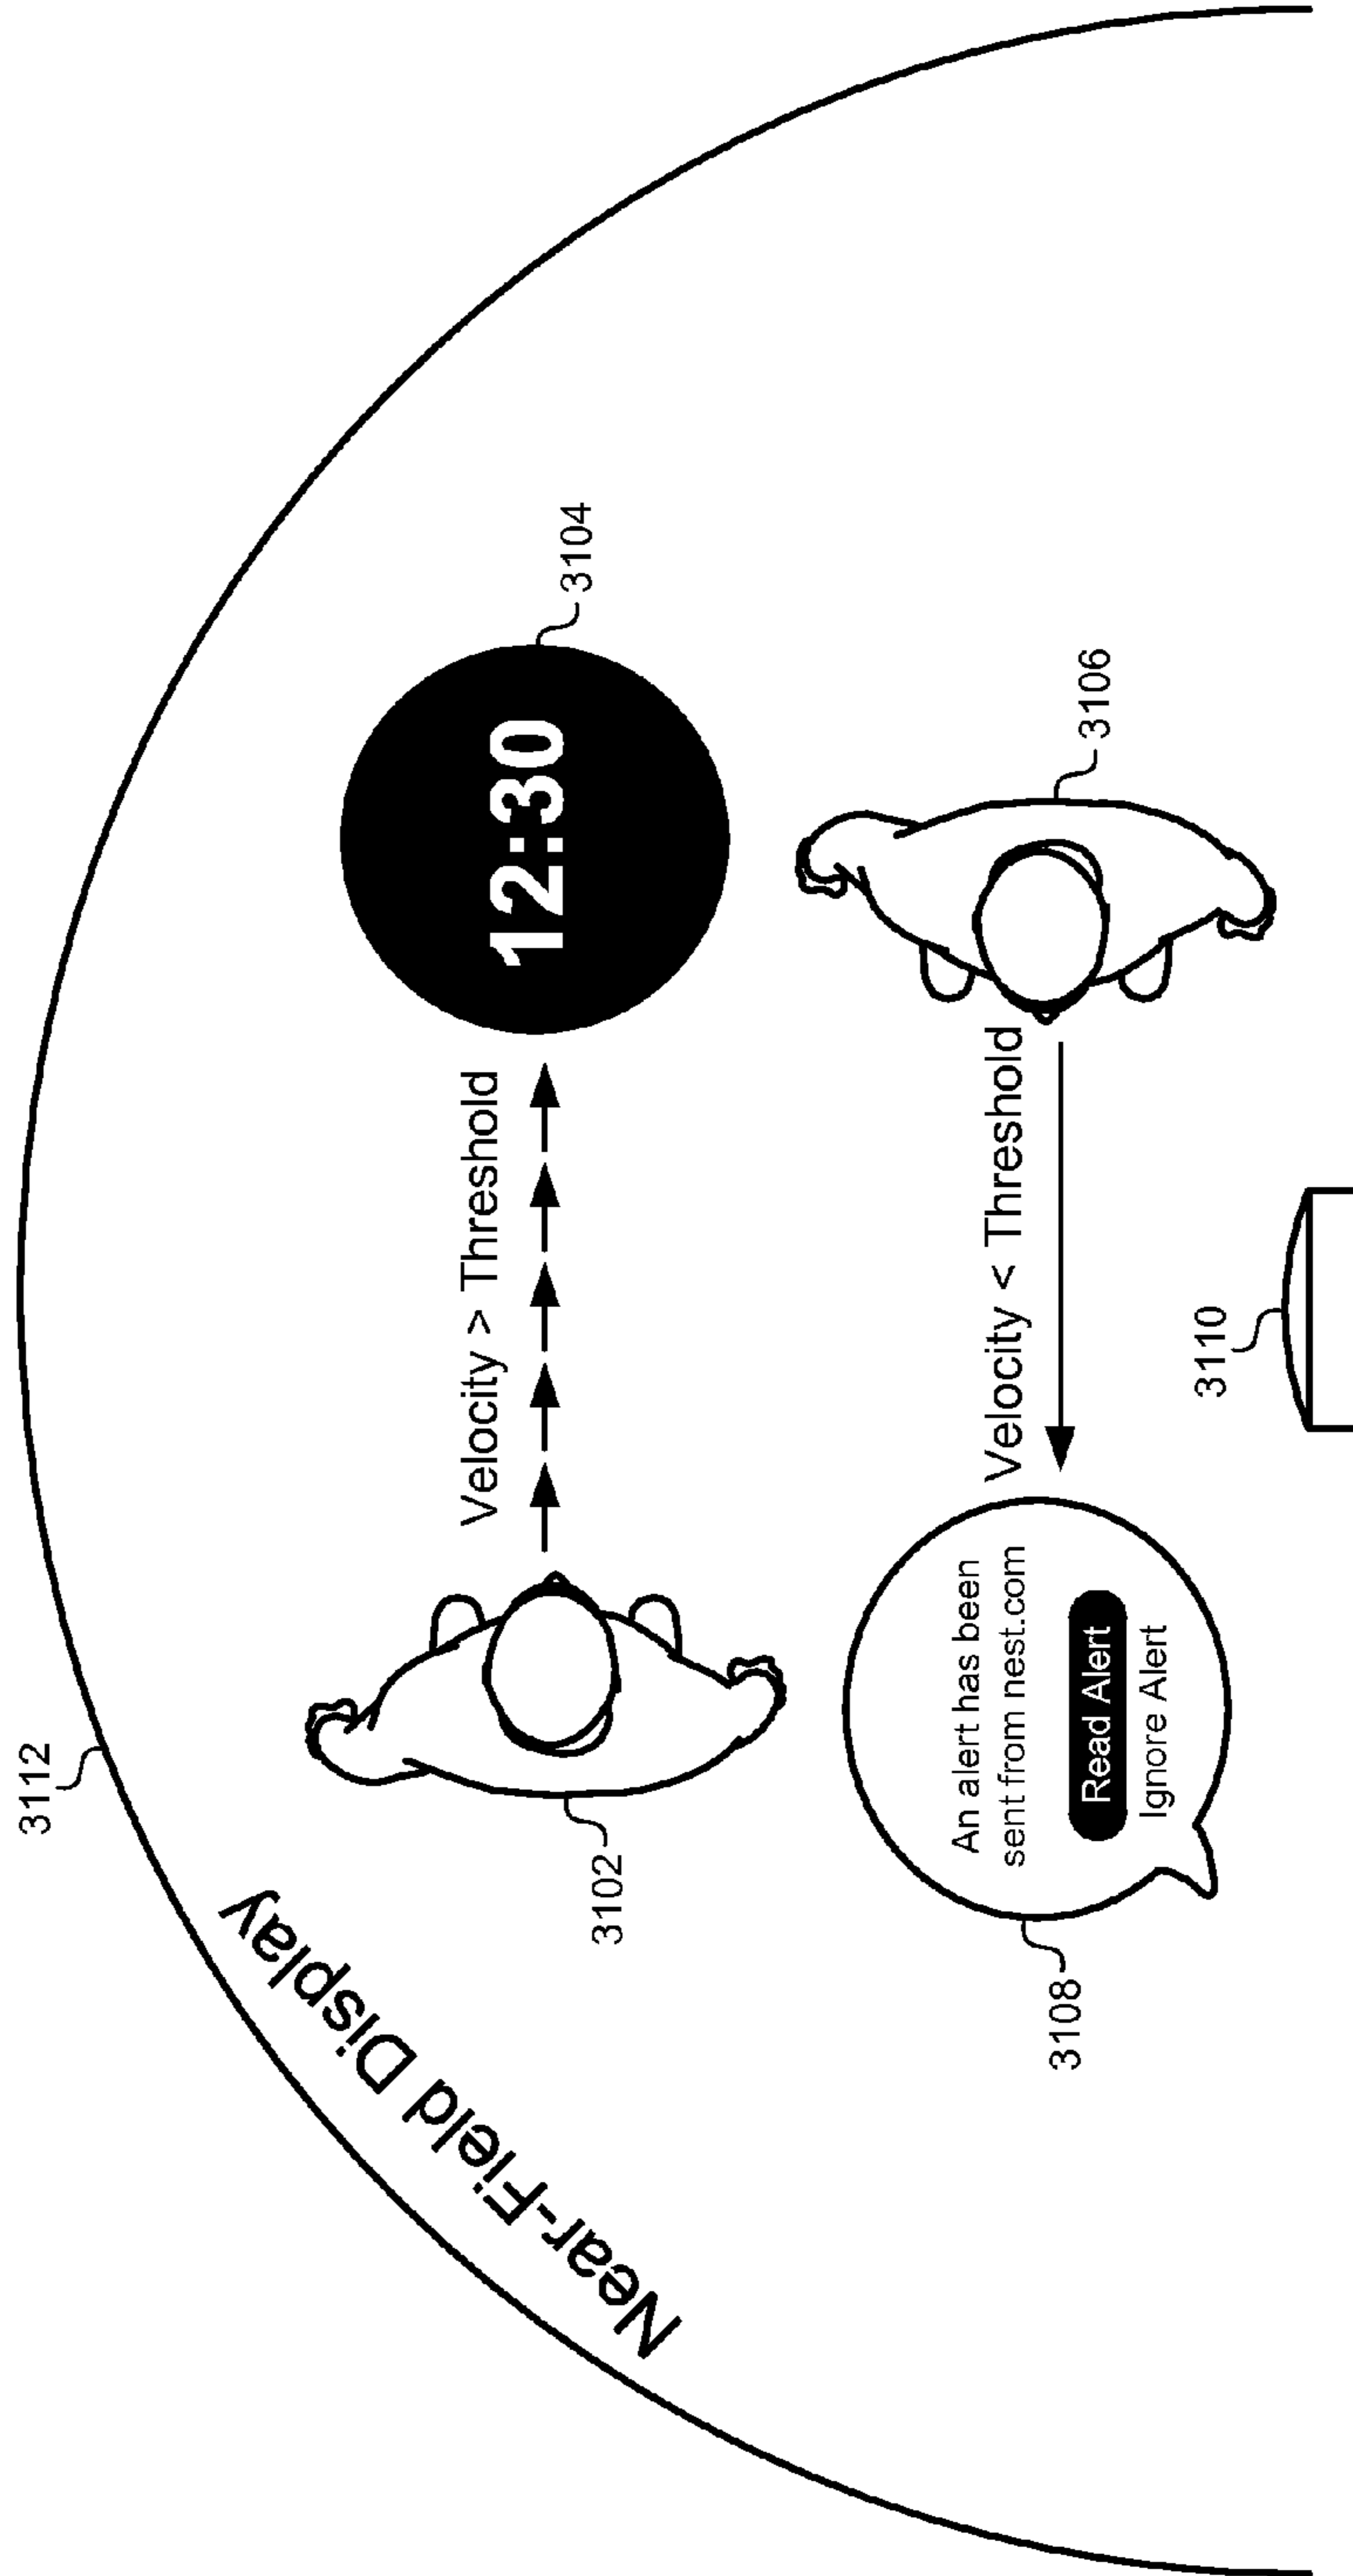 3112
Near-Field Display
Velocity > Threshold
12:30
3104
3102
Velocity < Threshold
3106
An alert has been
sent from nest.com
Read Alert
Ignore Alert
3108
3110